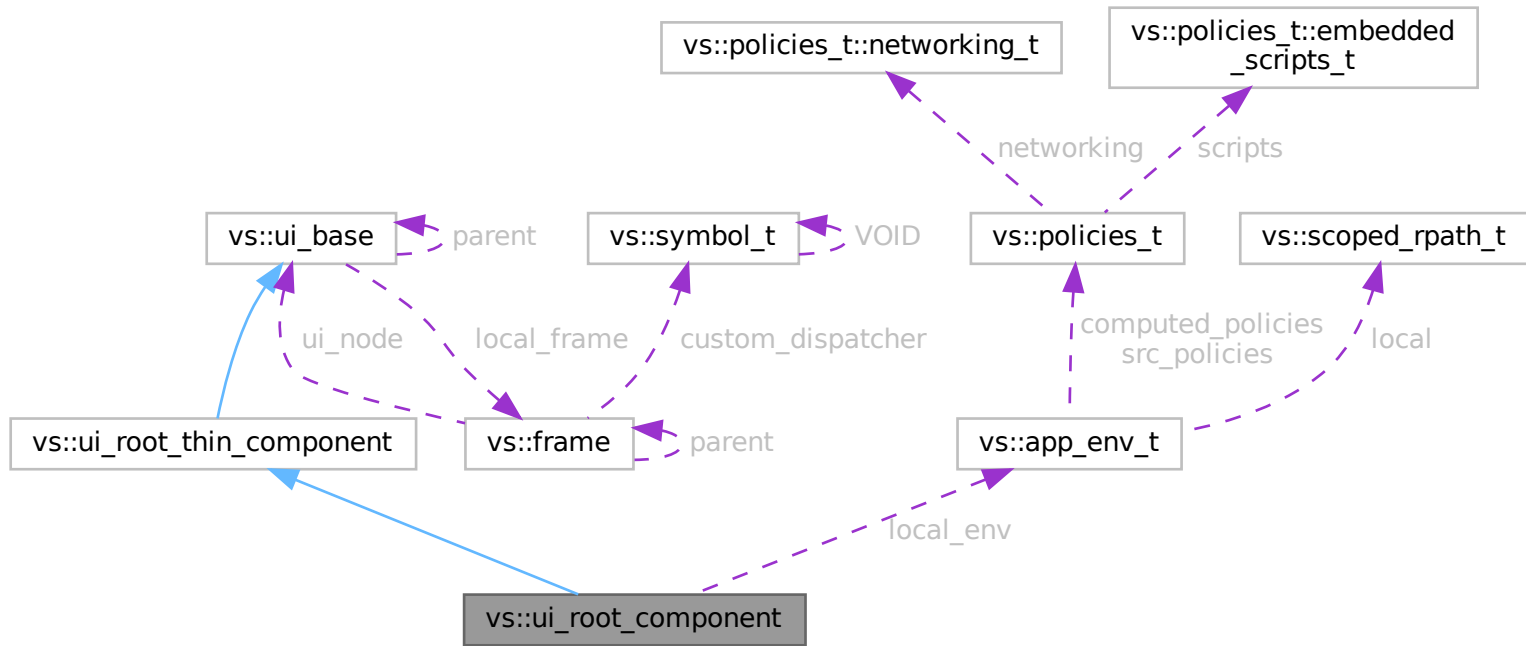 vs::policies_t::networking_t
vs::policies_t::embedded
_scripts_t
networking
scripts
vs::ui_base
parent
vs::symbol_t
VOID
vs::policies_t
vs::scoped_rpath_t
ui_node
local_frame
custom_dispatcher
computed_policies
src_policies
local
vs::ui_root_thin_component
vs::frame
parent
vs::app_env_t
local_env
vs::ui_root_component